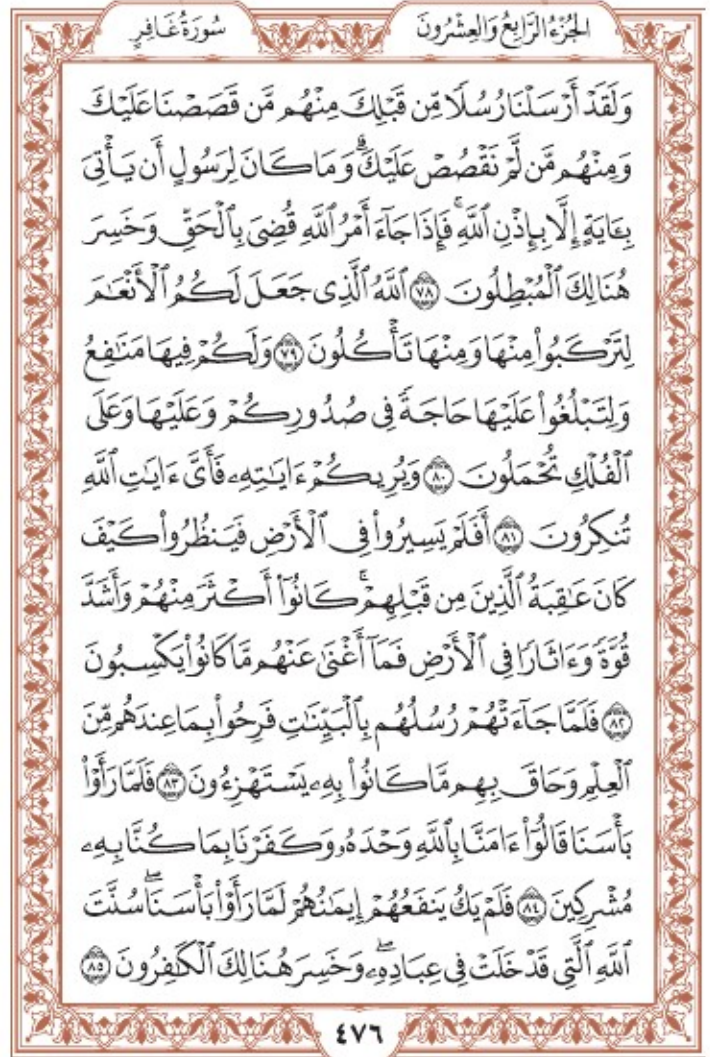 الجُزْءُ الرَّابِعُ وَالعِشْرُونَ
سُورَةُ غَافِرٍ
وَلَقَدْ أَرْسَلْنَا رُسُلًا مِّن قَبْلِكَ مِنْهُم مَّن قَصَصْنَا عَلَيْكَ
وَمِنْهُم مَّن لَّمْ نَقْصُصْ عَلَيْكَۗ وَمَا كَانَ لِرَسُولٍ أَن يَأْتِيَ
بِـَٔايَةٍ إِلَّا بِإِذْنِ ٱللَّهِۚ فَإِذَا جَآءَ أَمْرُ ٱللَّهِ قُضِيَ بِٱلْحَقِّ وَخَسِرَ
هُنَالِكَ ٱلْمُبْطِلُونَ ٧٨ ٱللَّهُ ٱلَّذِي جَعَلَ لَكُمُ ٱلْأَنْعَٰمَ
لِتَرْكَبُوا۟ مِنْهَا وَمِنْهَا تَأْكُلُونَ ٧٩ وَلَكُمْ فِيهَا مَنَٰفِعُ
وَلِتَبْلُغُوا۟ عَلَيْهَا حَاجَةً فِي صُدُورِكُمْ وَعَلَيْهَا وَعَلَى
ٱلْفُلْكِ تُحْمَلُونَ ٨٠ وَيُرِيكُمْ ءَايَٰتِهِۦ فَأَيَّ ءَايَٰتِ ٱللَّهِ
تُنكِرُونَ ٨١ أَفَلَمْ يَسِيرُوا۟ فِي ٱلْأَرْضِ فَيَنظُرُوا۟ كَيْفَ
كَانَ عَٰقِبَةُ ٱلَّذِينَ مِن قَبْلِهِمْۚ كَانُوٓا۟ أَكْثَرَ مِنْهُمْ وَأَشَدَّ
قُوَّةً وَءَاثَارًا فِي ٱلْأَرْضِ فَمَآ أَغْنَىٰ عَنْهُم مَّا كَانُوا۟ يَكْسِبُونَ
٨٢ فَلَمَّا جَآءَتْهُمْ رُسُلُهُم بِٱلْبَيِّنَٰتِ فَرِحُوا۟ بِمَا عِندَهُم مِّنَ
ٱلْعِلْمِ وَحَاقَ بِهِم مَّا كَانُوا۟ بِهِۦ يَسْتَهْزِءُونَ ٨٣ فَلَمَّا رَأَوْا۟
بَأْسَنَا قَالُوٓا۟ ءَامَنَّا بِٱللَّهِ وَحْدَهُۥ وَكَفَرْنَا بِمَا كُنَّا بِهِۦ
مُشْرِكِينَ ٨٤ فَلَمْ يَكُ يَنفَعُهُمْ إِيمَٰنُهُمْ لَمَّا رَأَوْا۟ بَأْسَنَاۖ سُنَّتَ
ٱللَّهِ ٱلَّتِي قَدْ خَلَتْ فِي عِبَادِهِۦۖ وَخَسِرَ هُنَالِكَ ٱلْكَٰفِرُونَ ٨٥
٤٧٦